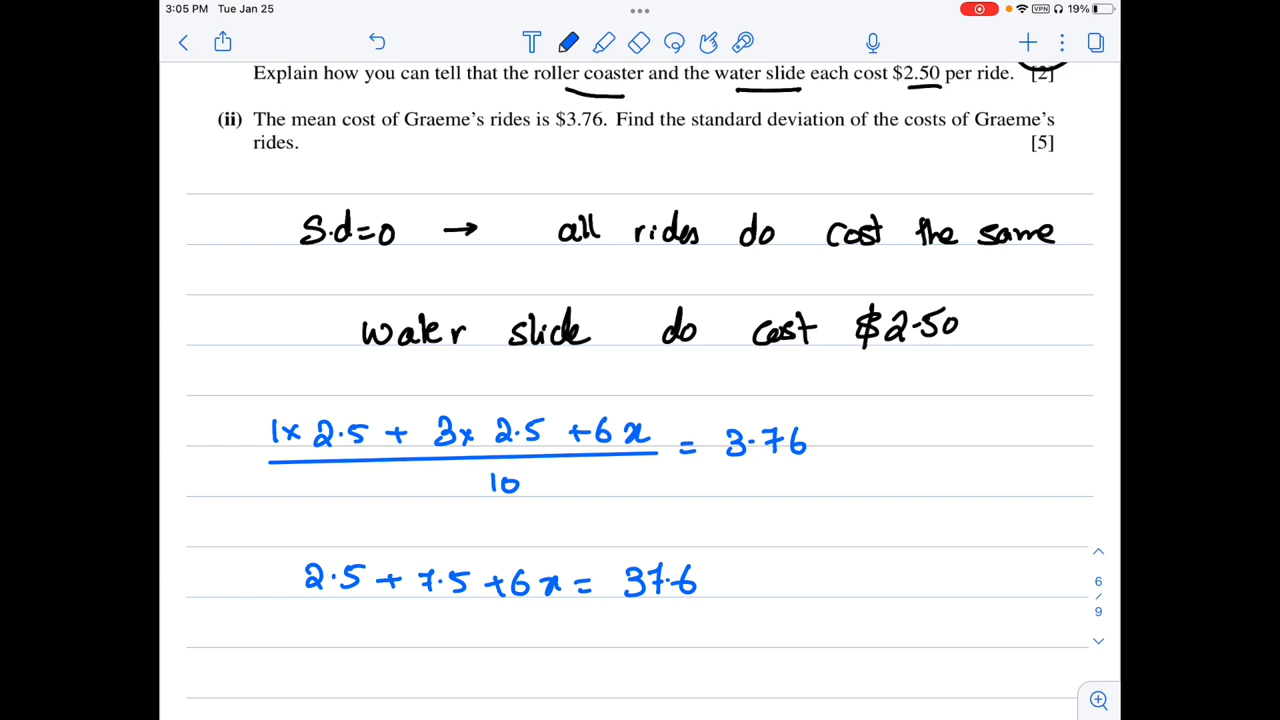 3:05 PM Tue Jan 25
VPN 19%
Explain how you can tell that the roller coaster and the water slide each cost $2.50 per ride. [2]
(ii) The mean cost of Graeme's rides is $3.76. Find the standard deviation of the costs of Graeme's
rides. [5]
S.d=0 → all rides do cost the same
water slide do cost $2.50
1x 2.5 + 3x 2.5 +6x = 3.76
10
2.5 + 7.5 +6x = 37.6
6
9